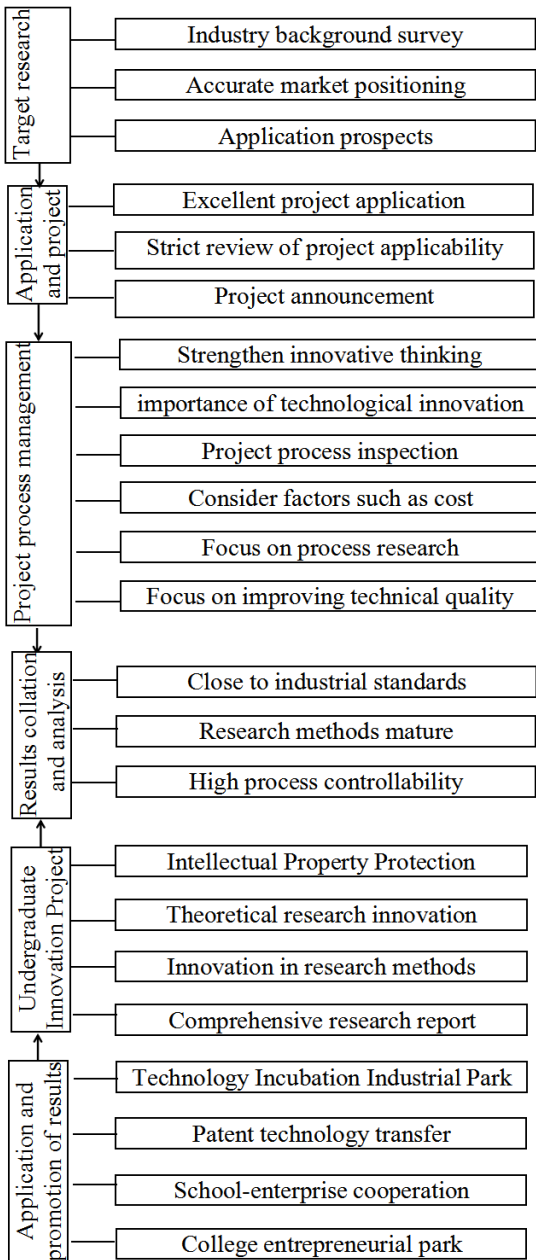 Target research
Industry background survey
Accurate market positioning
Application prospects
Application
and project
Excellent project application
Strict review of project applicability
Project announcement
Project process management
Strengthen innovative thinking
importance of technological innovation
Project process inspection
Consider factors such as cost
Focus on process research
Focus on improving technical quality
Results collation
and analysis
Close to industrial standards
Research methods mature
High process controllability
Undergraduate
Innovation Project
Intellectual Property Protection
Theoretical research innovation
Innovation in research methods
Comprehensive research report
Application and
promotion of results
Technology Incubation Industrial Park
Patent technology transfer
School-enterprise cooperation
College entrepreneurial park